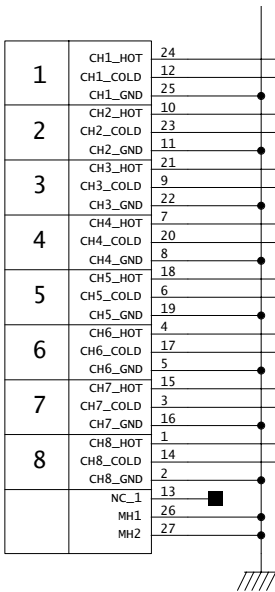 CH1_HOT 24
1 CH1_COLD 12
CH1_GND 25
CH2_HOT 10
2 CH2_COLD 23
CH2_GND 11
CH3_HOT 21
3 CH3_COLD 9
CH3_GND 22
CH4_HOT 7
4 CH4_COLD 20
CH4_GND 8
CH5_HOT 18
5 CH5_COLD 6
CH5_GND 19
CH6_HOT 4
6 CH6_COLD 17
CH6_GND 5
CH7_HOT 15
7 CH7_COLD 3
CH7_GND 16
CH8_HOT 1
8 CH8_COLD 14
CH8_GND 2
NC_1 13
MH1 26
MH2 27